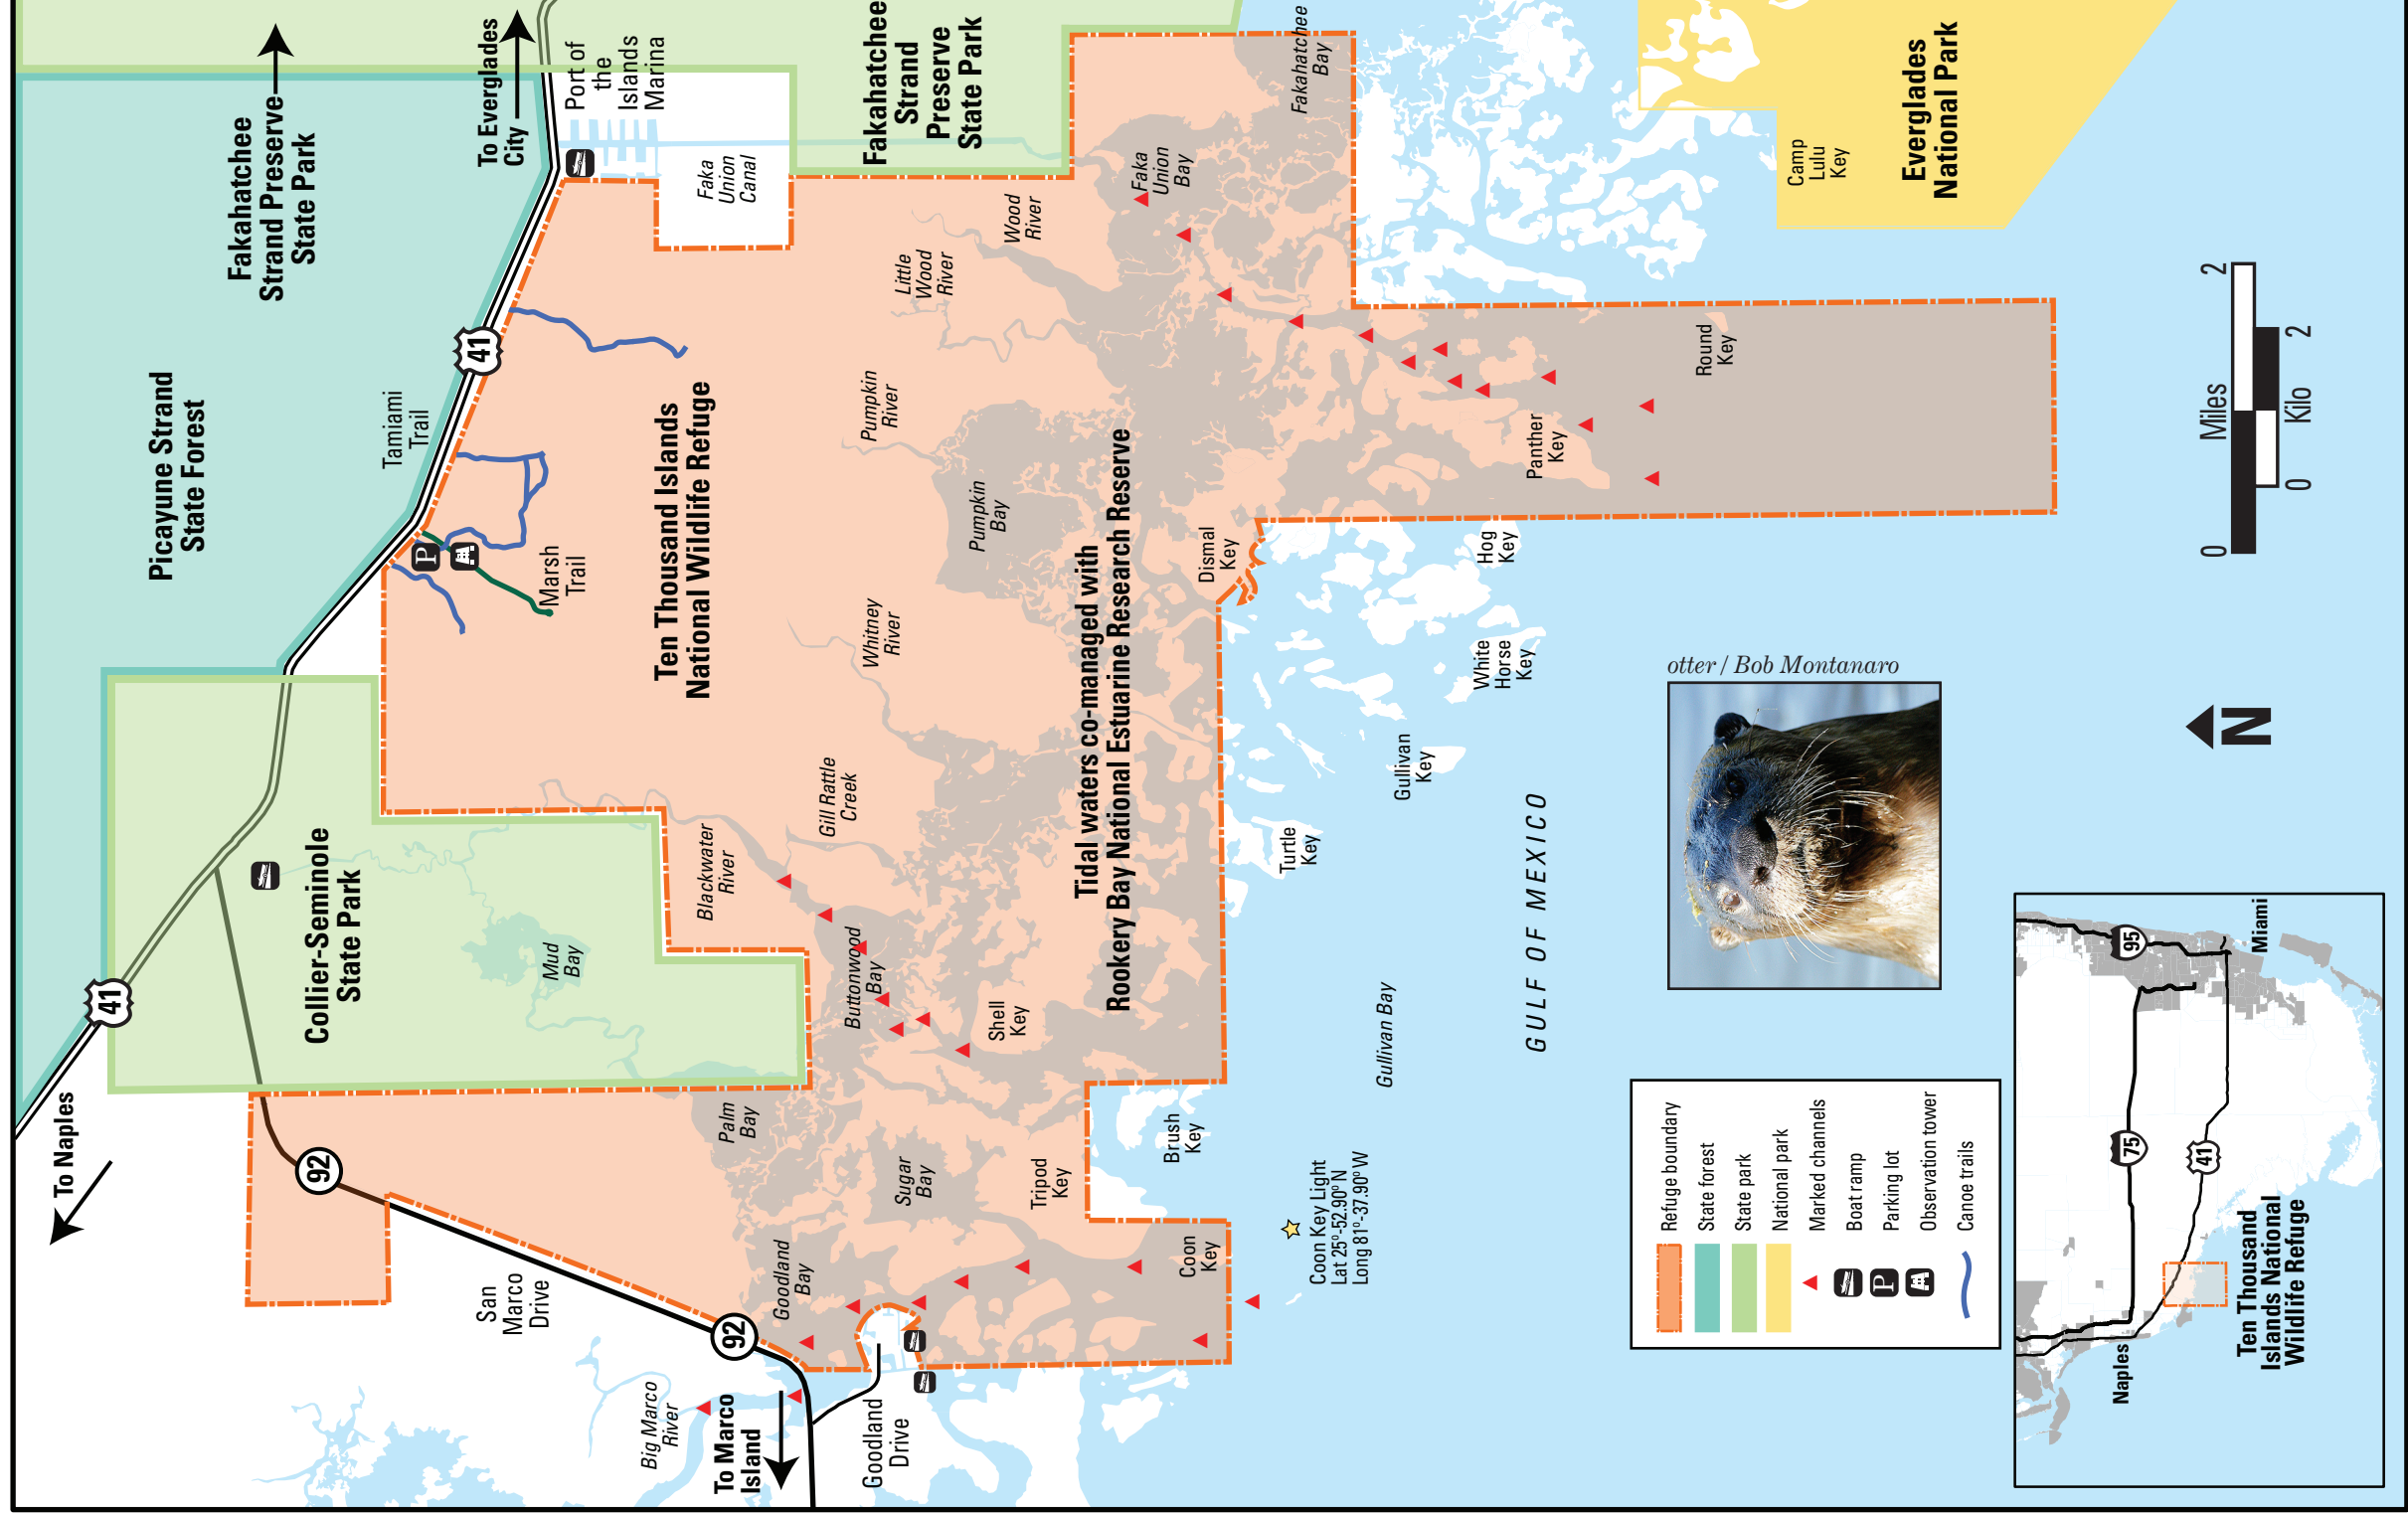 To Naples
41
Picayune Strand
State Forest
Fakahatchee
Strand Preserve
State Park
Collier-Seminole
State Park
92
Tamiami
Trail
41
To Everglades
City
Port of
the
Islands
Marina
P
Marsh
Trail
Mud
Bay
San
Marco
Drive
Ten Thousand Islands
National Wildlife Refuge
Faka
Union
Canal
Fakahatchee
Strand
Preserve
State Park
Big Marco
River
To Marco
Island
92
Goodland
Drive
Goodland
Bay
Palm
Bay
Blackwater
River
Gill Rattle
Creek
Buttonwood
Bay
Whitney
River
Pumpkin
River
Little
Wood
River
Wood
River
Sugar
Bay
Shell
Key
Pumpkin
Bay
Tripod
Key
Tidal waters co-managed with
Rookery Bay National Estuarine Research Reserve
Faka
Union
Bay
Fakahatchee
Bay
Coon
Key
Brush
Key
Dismal
Key
Turtle
Key
Coon Key Light
Lat 25º-52.90º N
Long 81º-37.90º W
Gullivan Bay
Gullivan
Key
White
Horse
Key
Hog
Key
Panther
Key
Round
Key
GULF OF MEXICO
Camp
Lulu
Key
Everglades
National Park
Refuge boundary
State forest
State park
National park
Marked channels
Boat ramp
P
Parking lot
Observation tower
Canoe trails
otter / Bob Montanaro
N
0
Miles
2
0
Kilo
2
Naples
75
95
41
Miami
Ten Thousand
Islands National
Wildlife Refuge